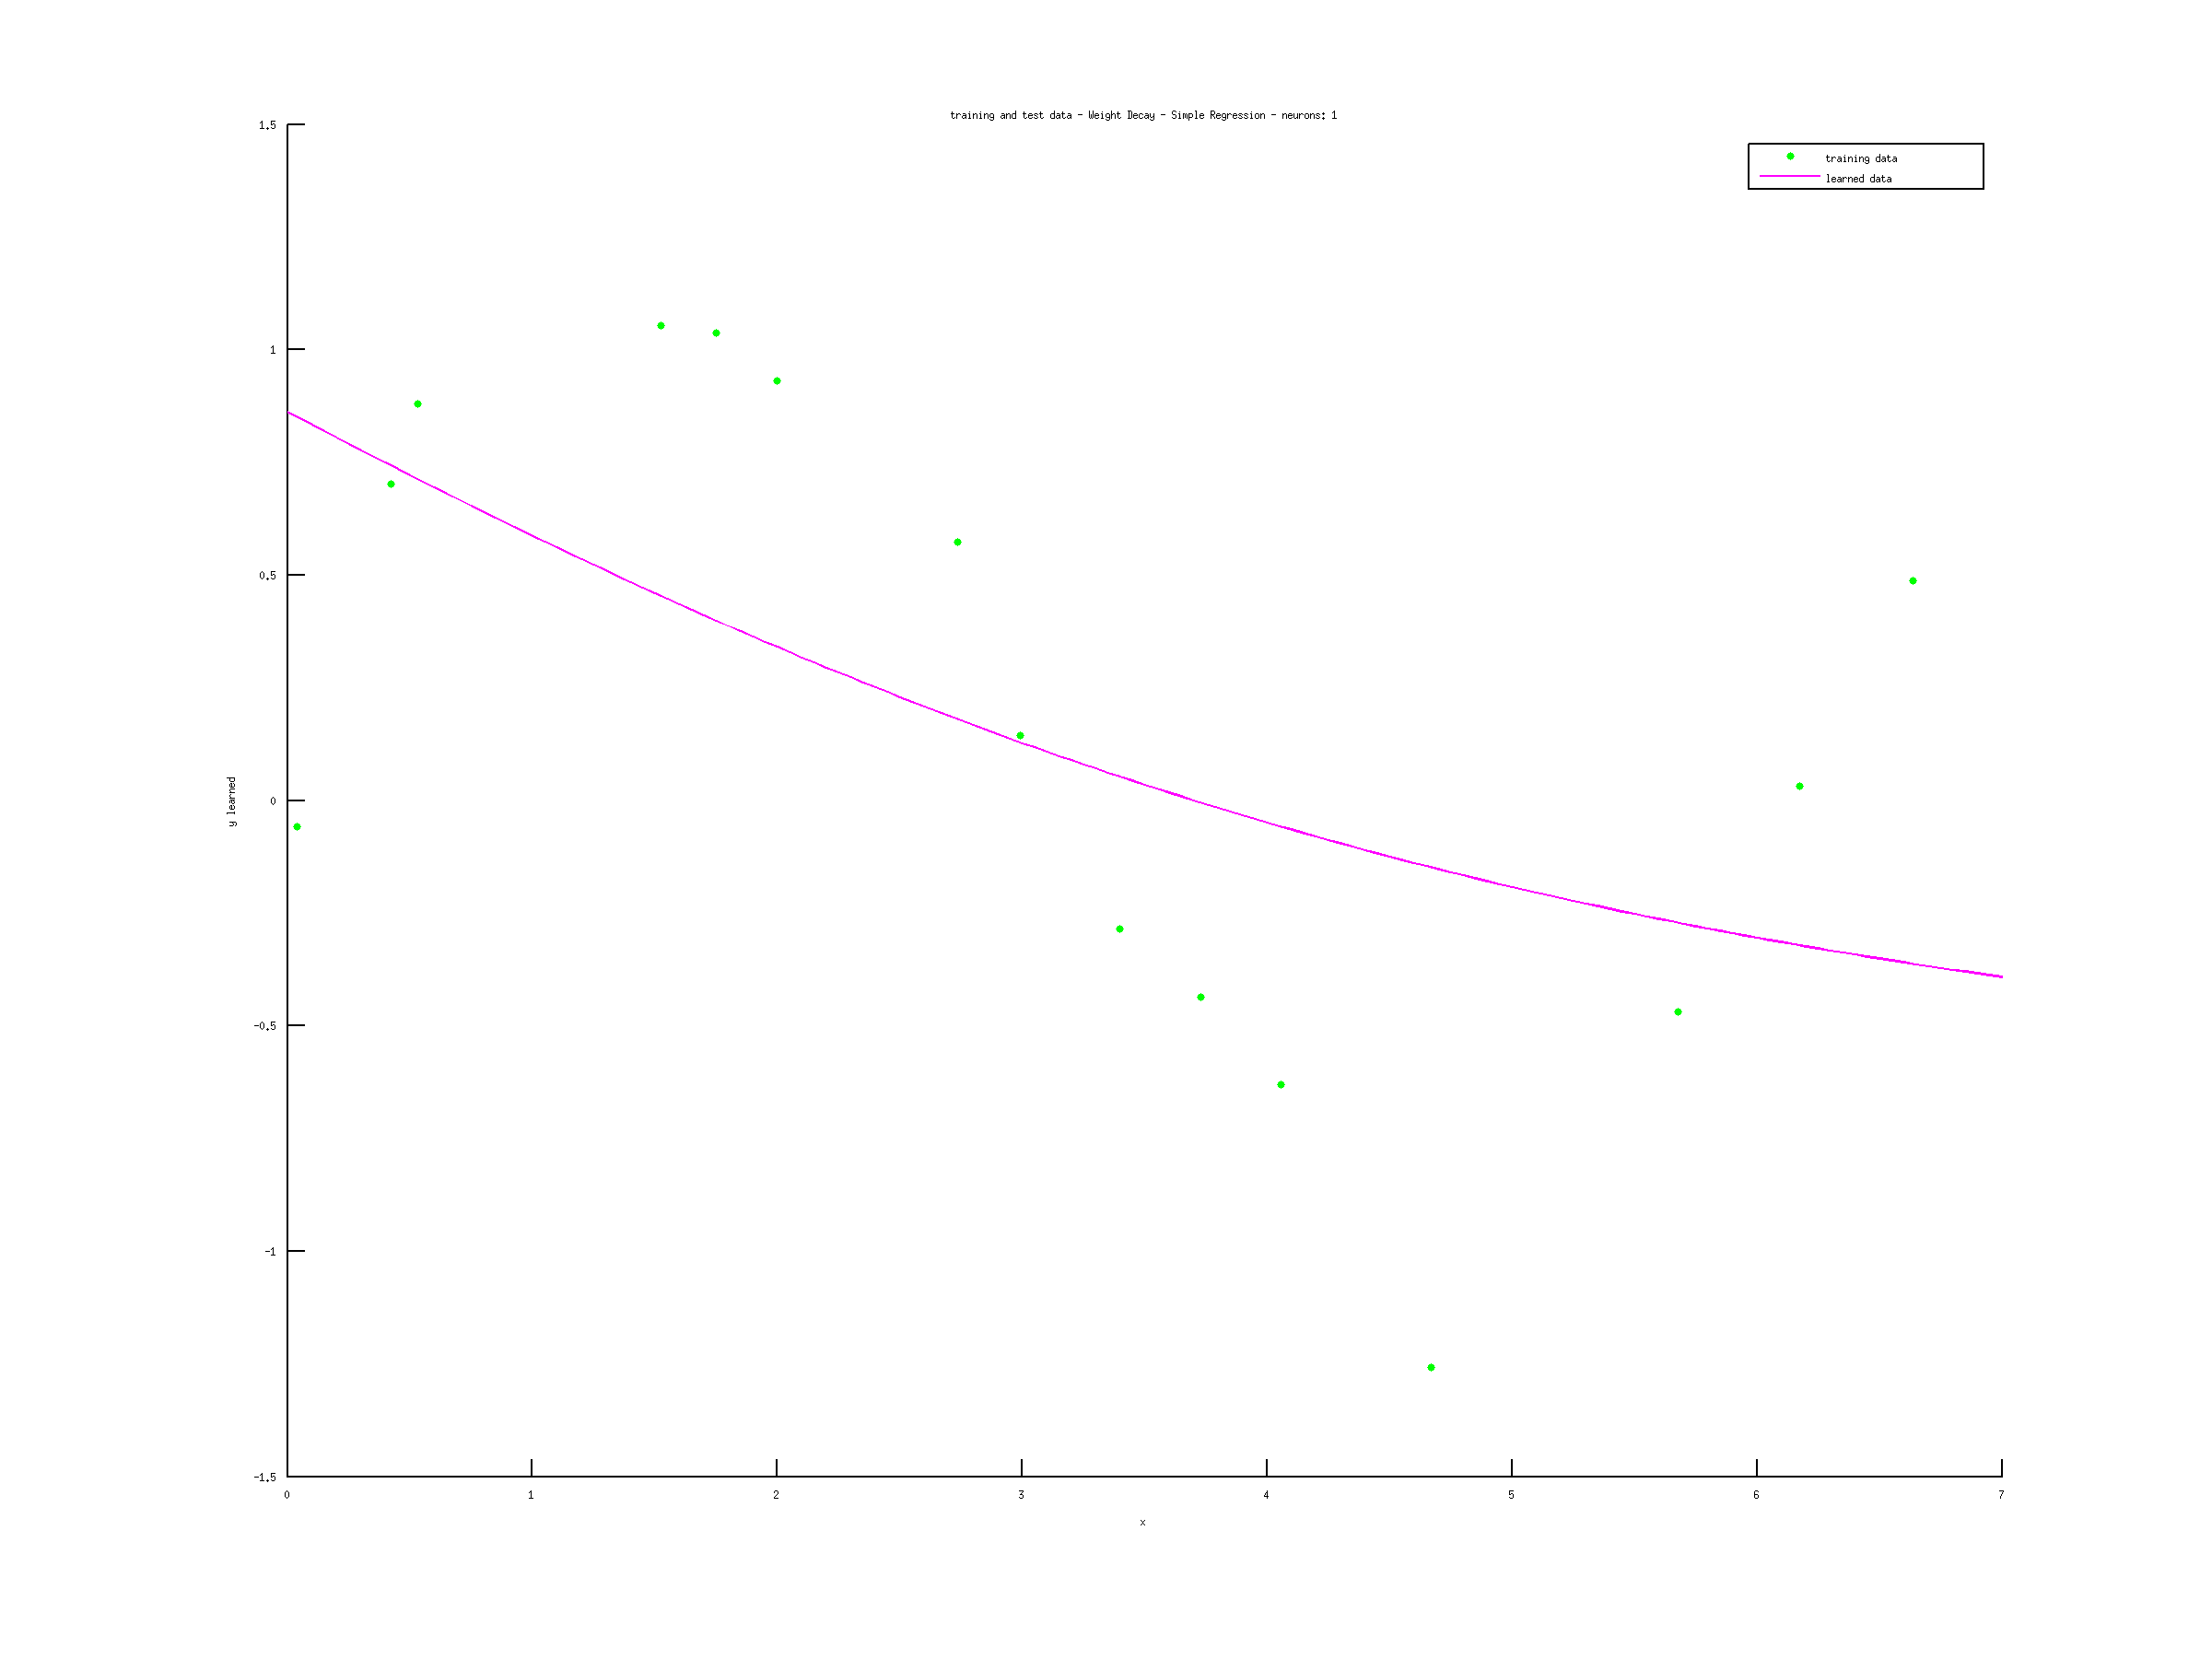 training and test data - Weight Decay - Simple Regression - neurons: 1
training data
learned data
1.5
1
0.5
0
-0.5
-1
-1.5
y learned
0 1 2 3 4 5 6 7
x